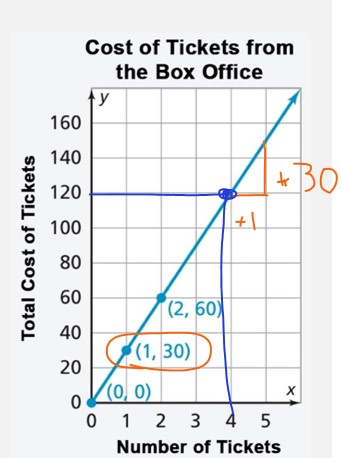 Cost of Tickets from
the Box Office
y
160
140
120
100
80
60
40
20
0
+30
+1
(2, 60)
(1, 30)
(0, 0)
x
0 1 2 3 4 5
Total Cost of Tickets
Number of Tickets